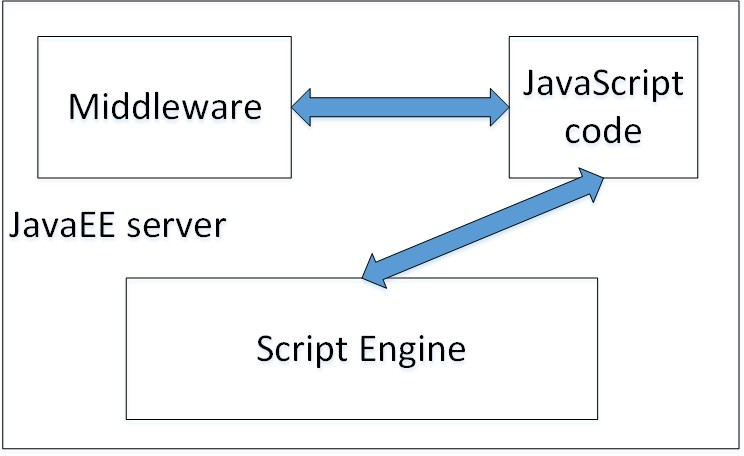 Middleware
JavaScript
code
JavaEE server
Script Engine